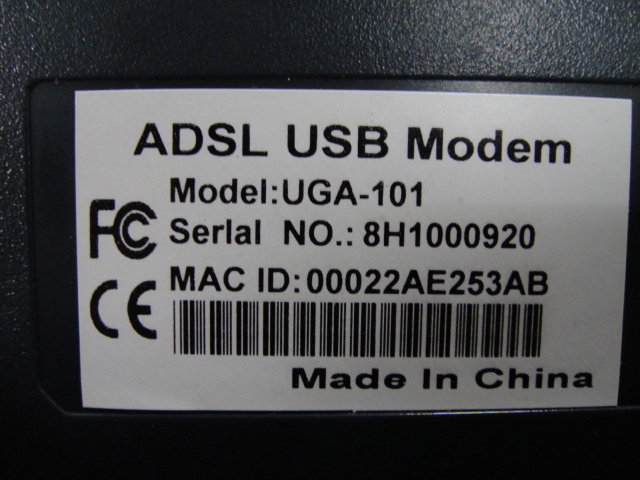 ADSL USB Modem
Model:UGA-101
FC Serlal NO.: 8H1000920
MAC ID:00022AE253AB
CE
Made In China